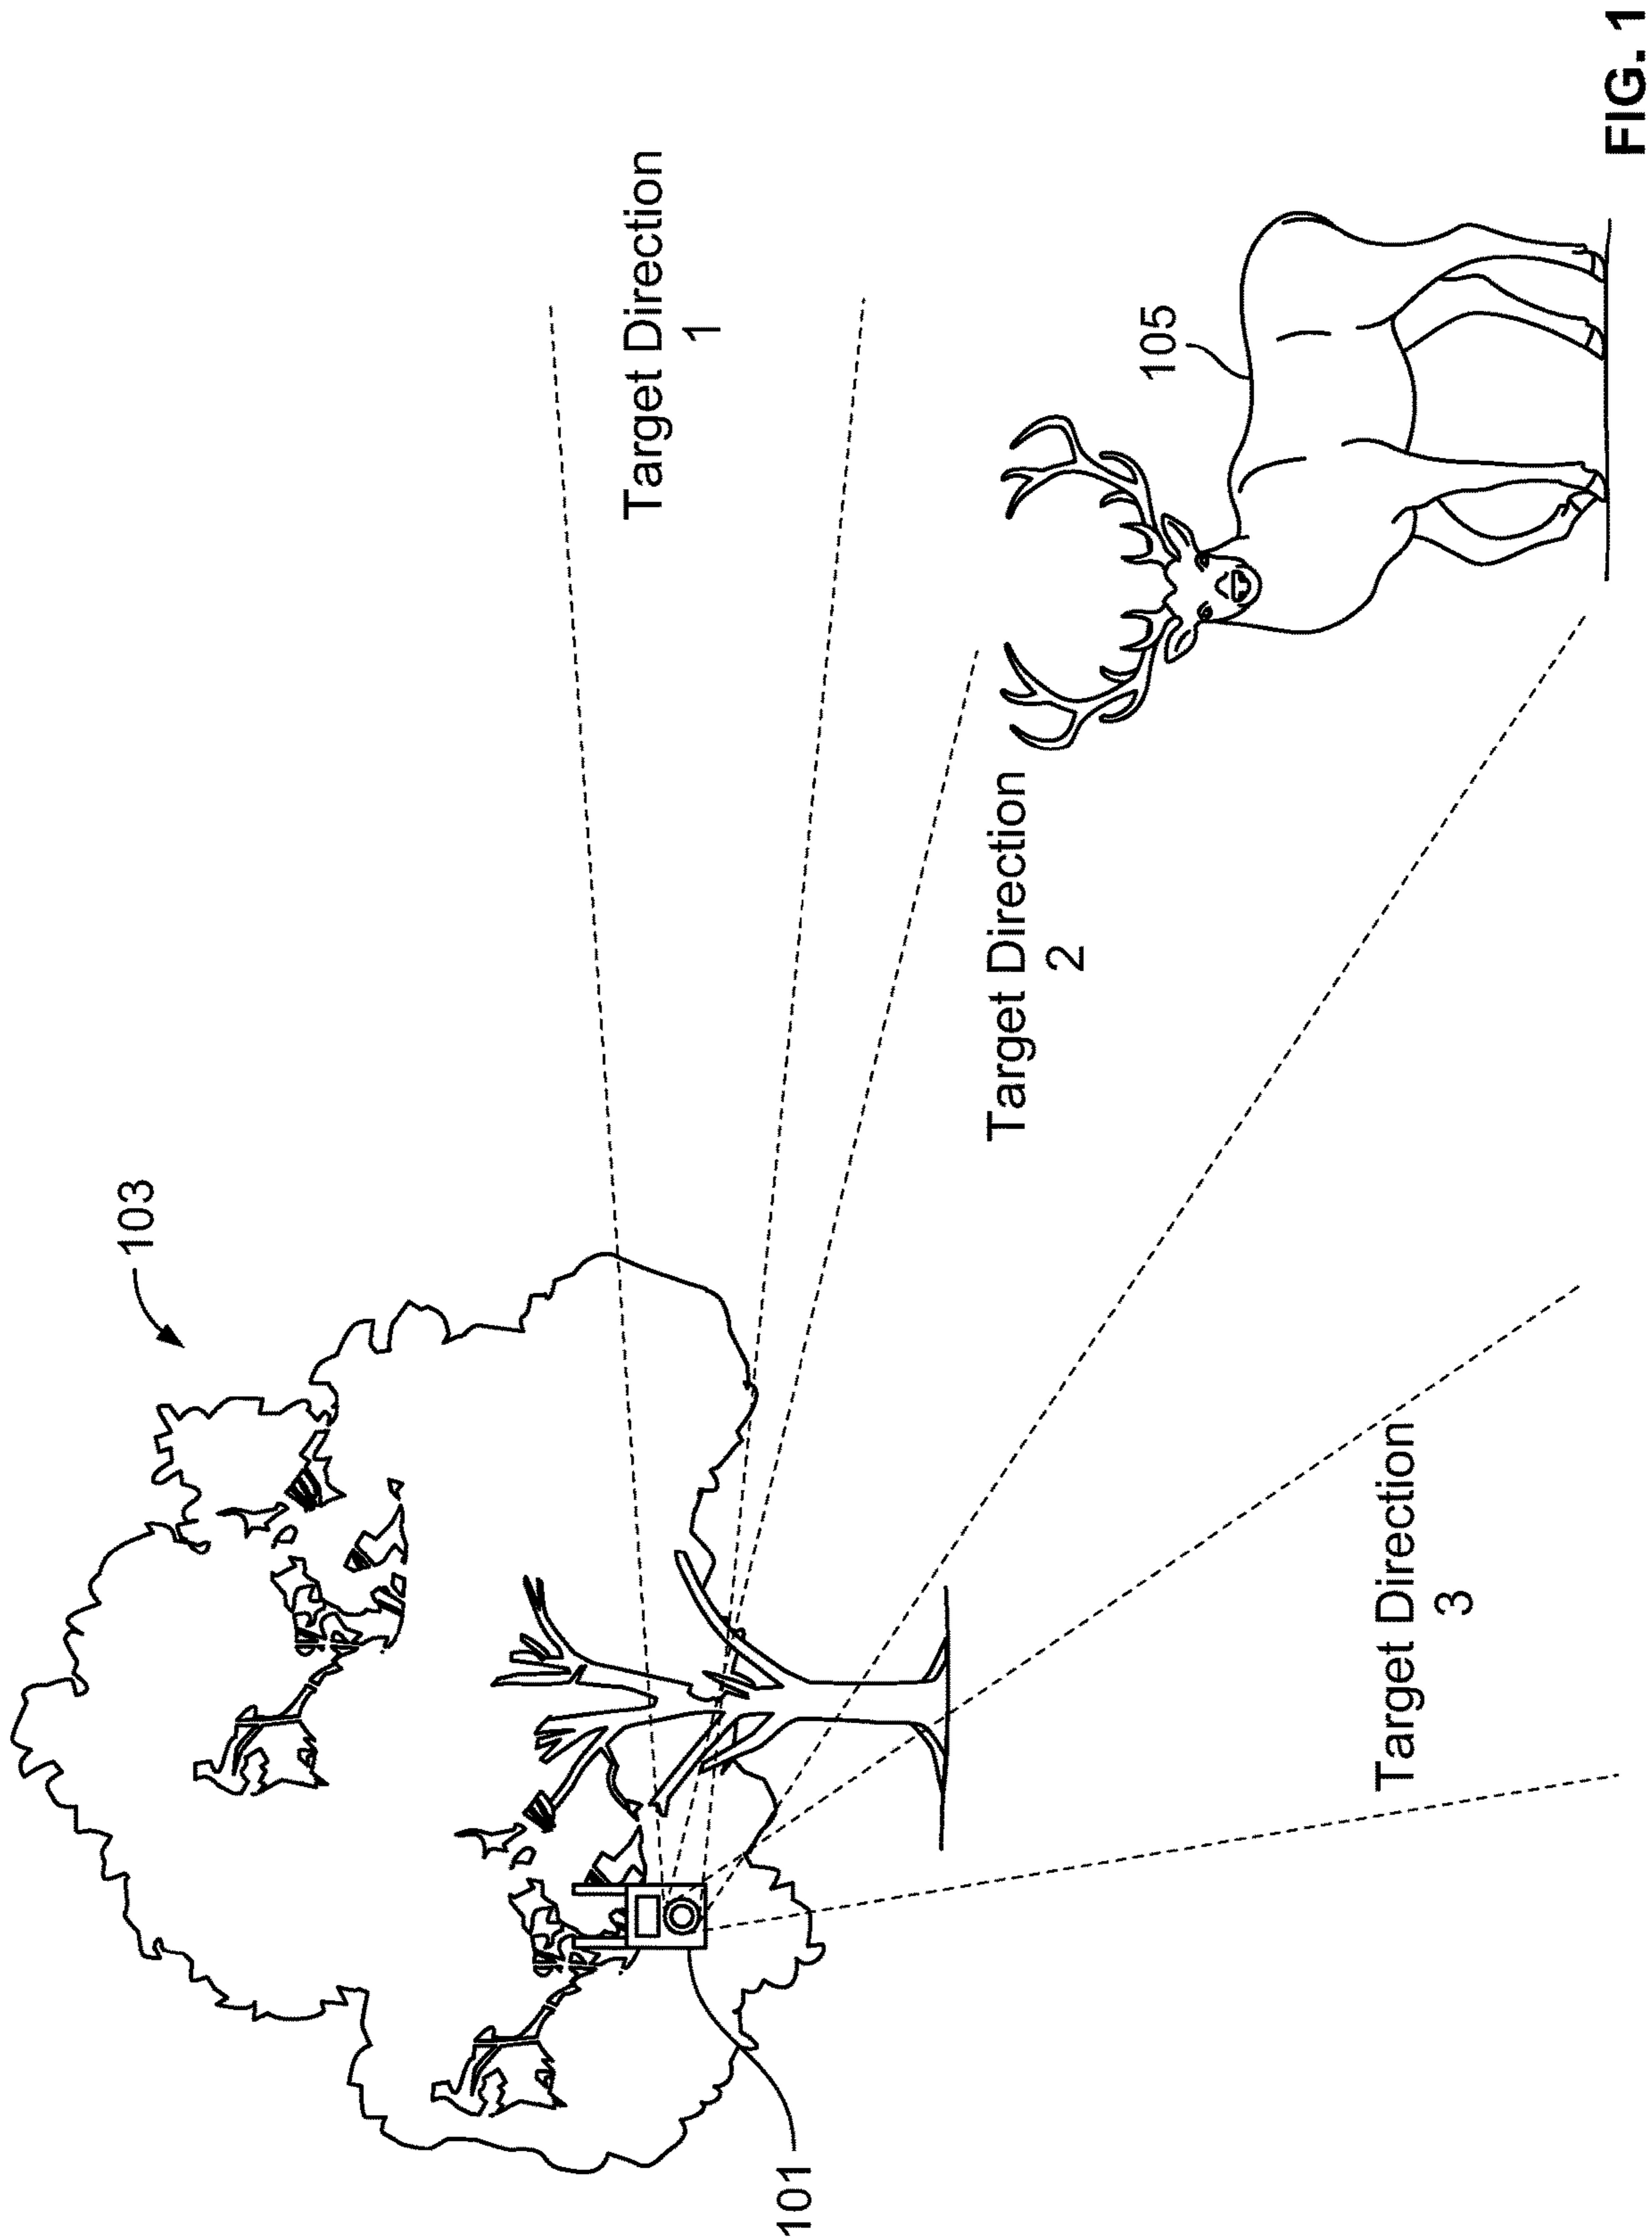 103
Target Direction
1
105
Target Direction
2
101
Target Direction
3
FIG. 1